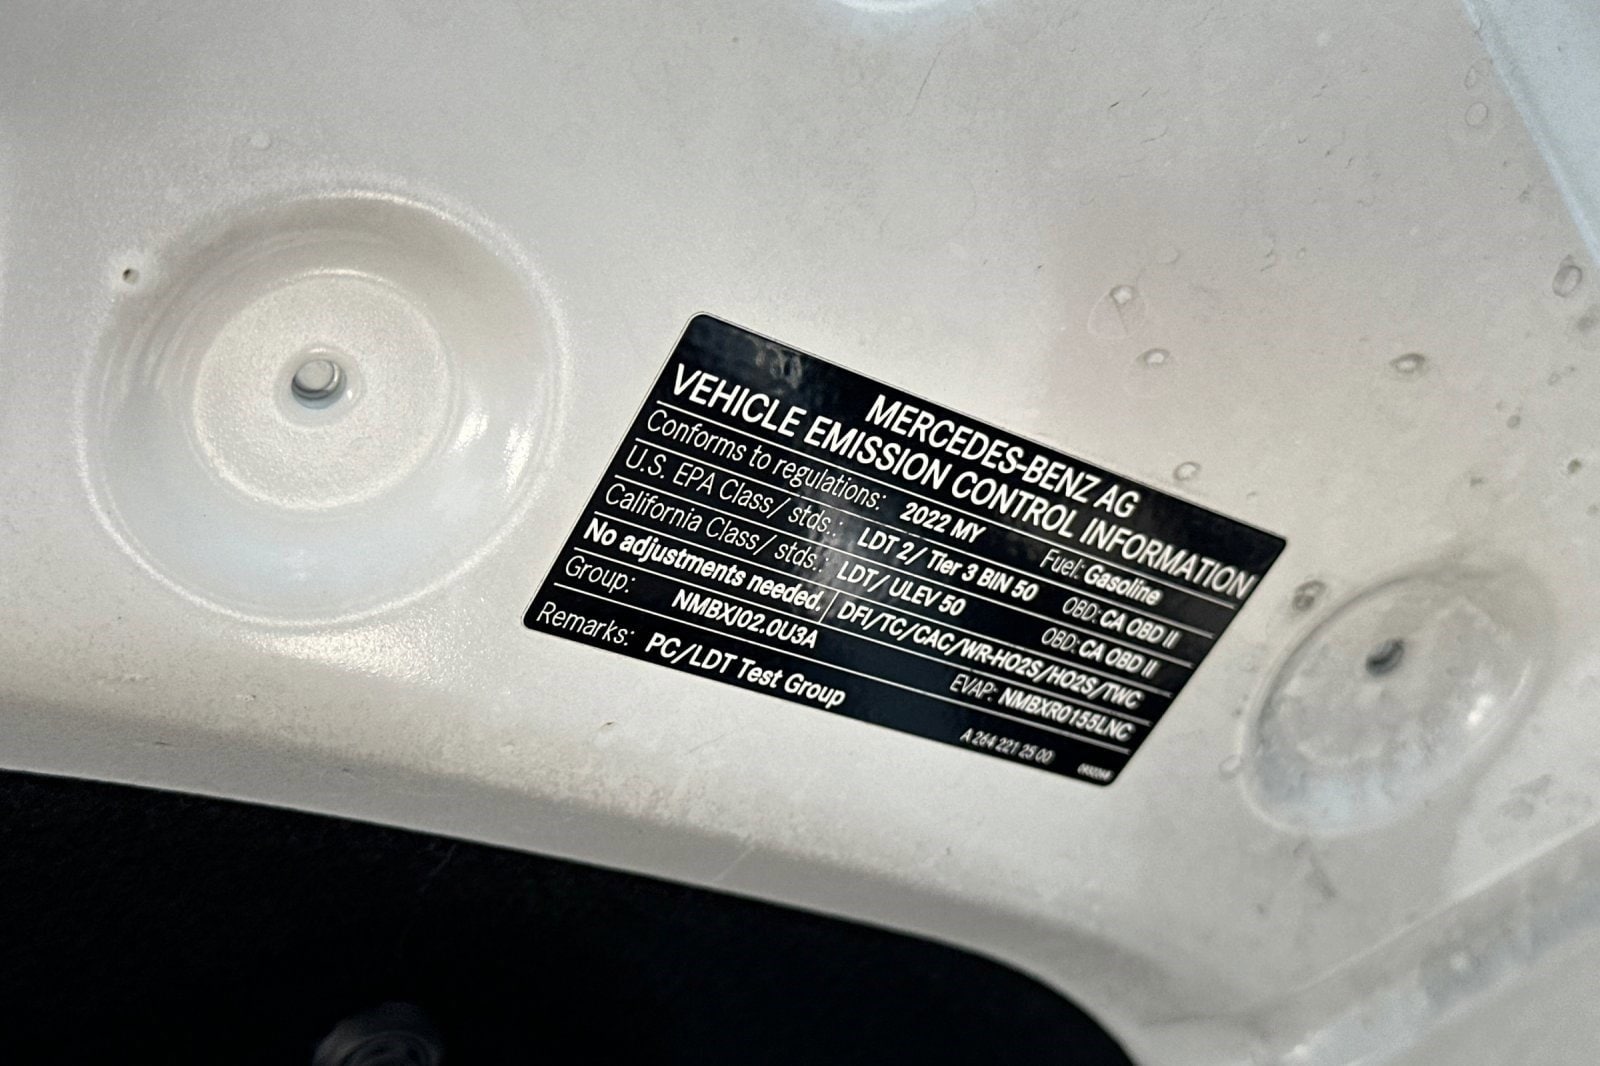 MERCEDES-BENZ AG
VEHICLE EMISSION CONTROL INFORMATION
Conforms to regulations: 2022 MY Fuel: Gasoline
U.S. EPA Class/ stds.: LDT 2/ Tier 3 BIN 50 OBD: CA OBD II
California Class/ stds.: LDT/ ULEV 50 OBD: CA OBD II
No adjustments needed. DFI/TC/CAC/WR-HO2S/HO2S/TWC
Group: NMBXJ02.0U3A EVAP: NMBXR0155LNC
Remarks: PC/LDT Test Group
A 264 221 25 00